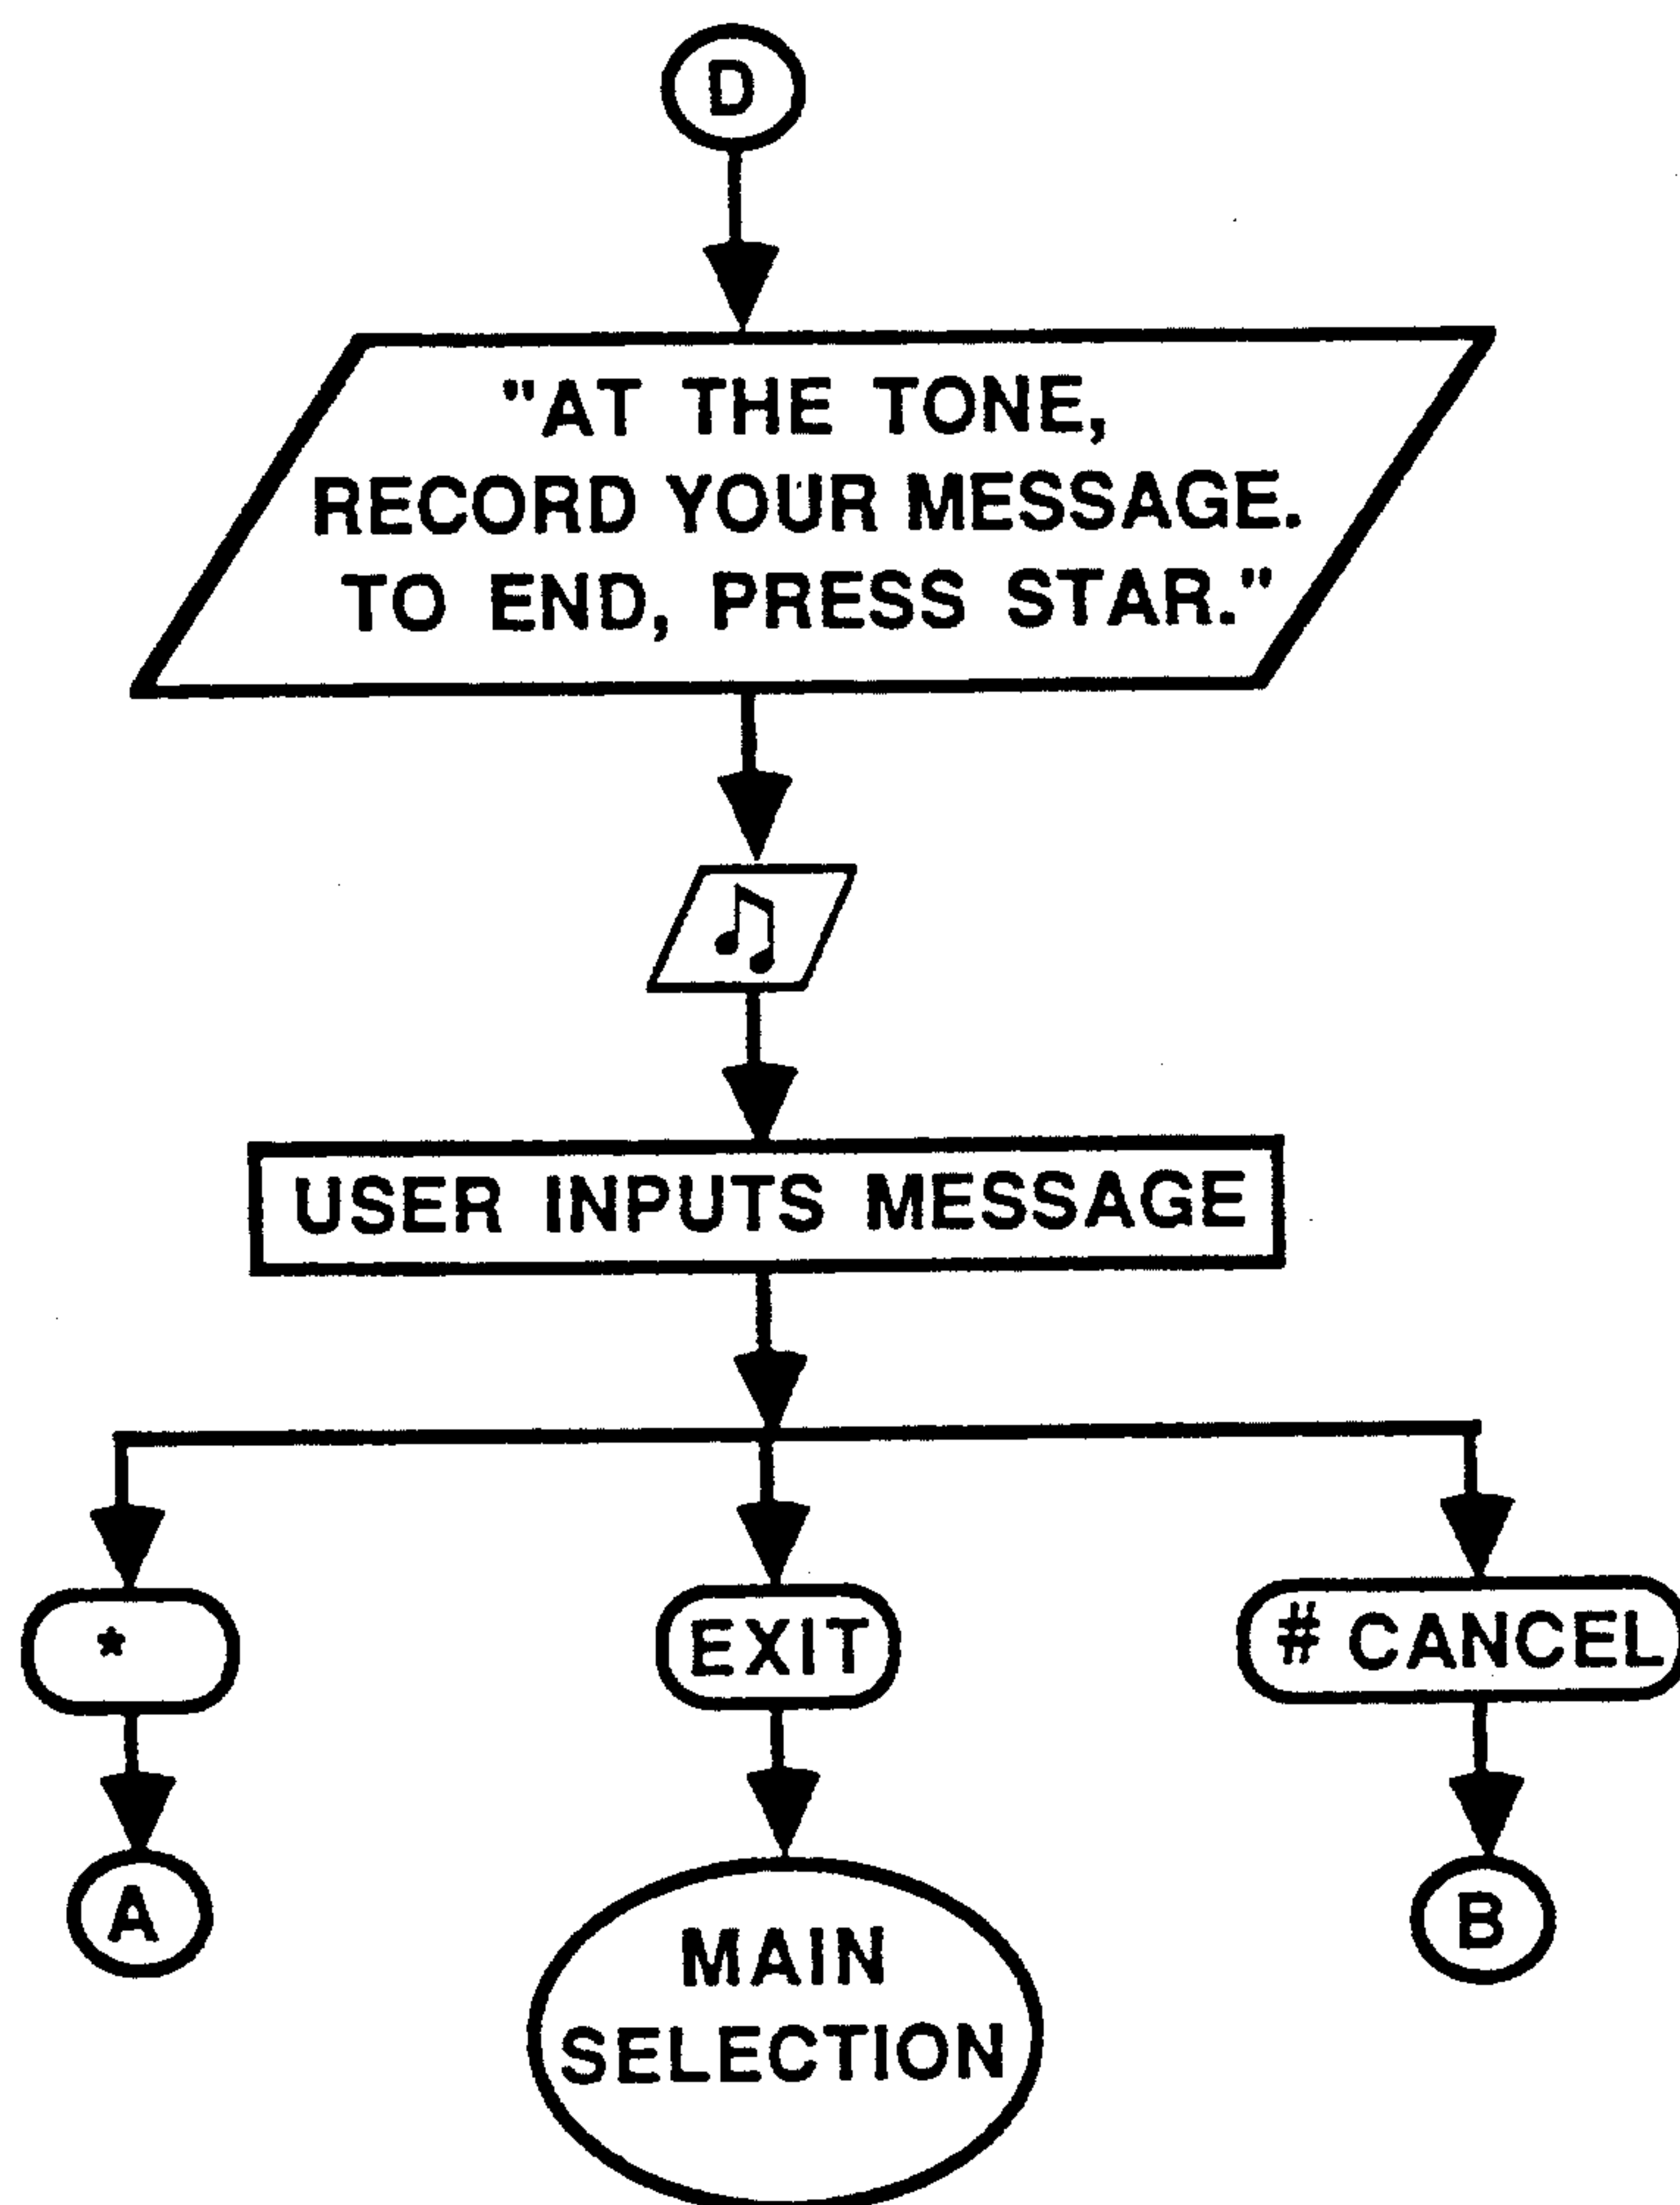 D
"AT THE TONE,
RECORD YOUR MESSAGE.
TO END, PRESS STAR."
USER INPUTS MESSAGE
*
EXIT
# CANCEL
A
MAIN
SELECTION
B